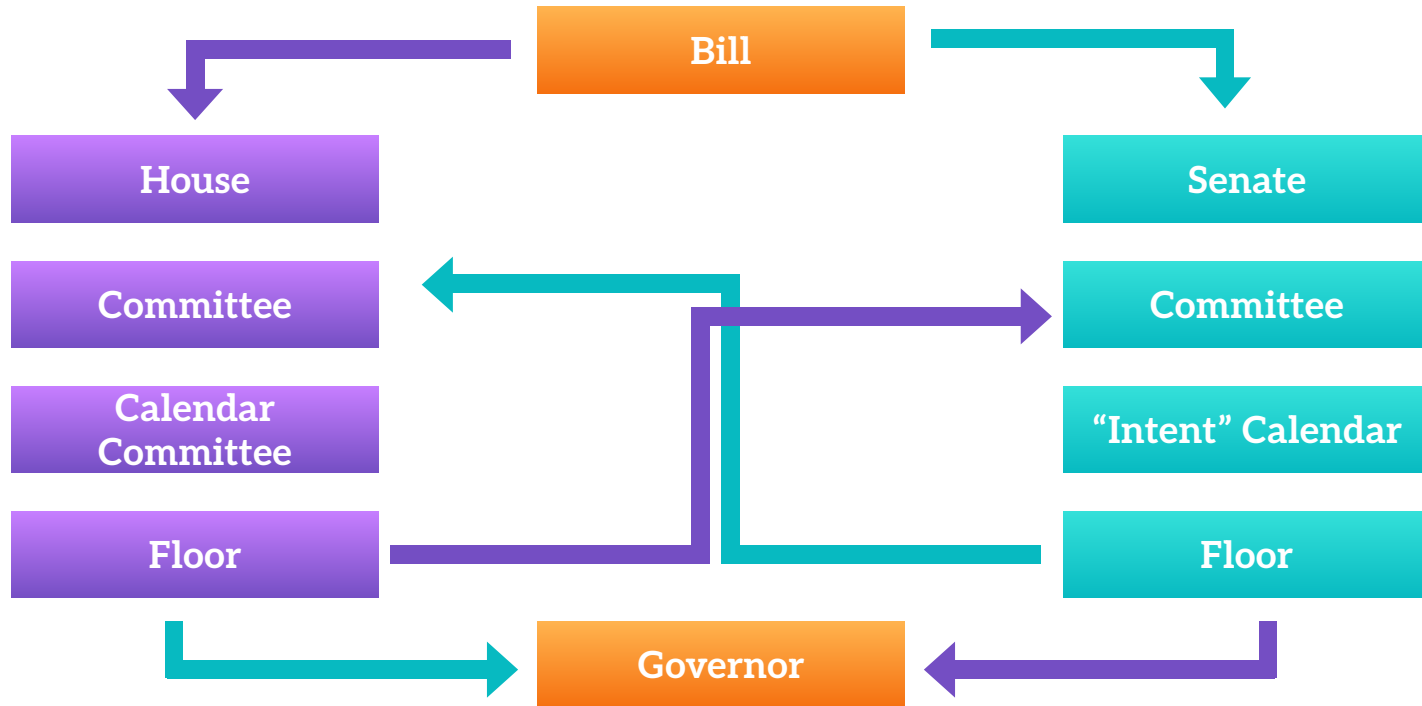 Bill
House
Senate
Committee
Committee
Calendar
Committee
“Intent” Calendar
Floor
Floor
Governor